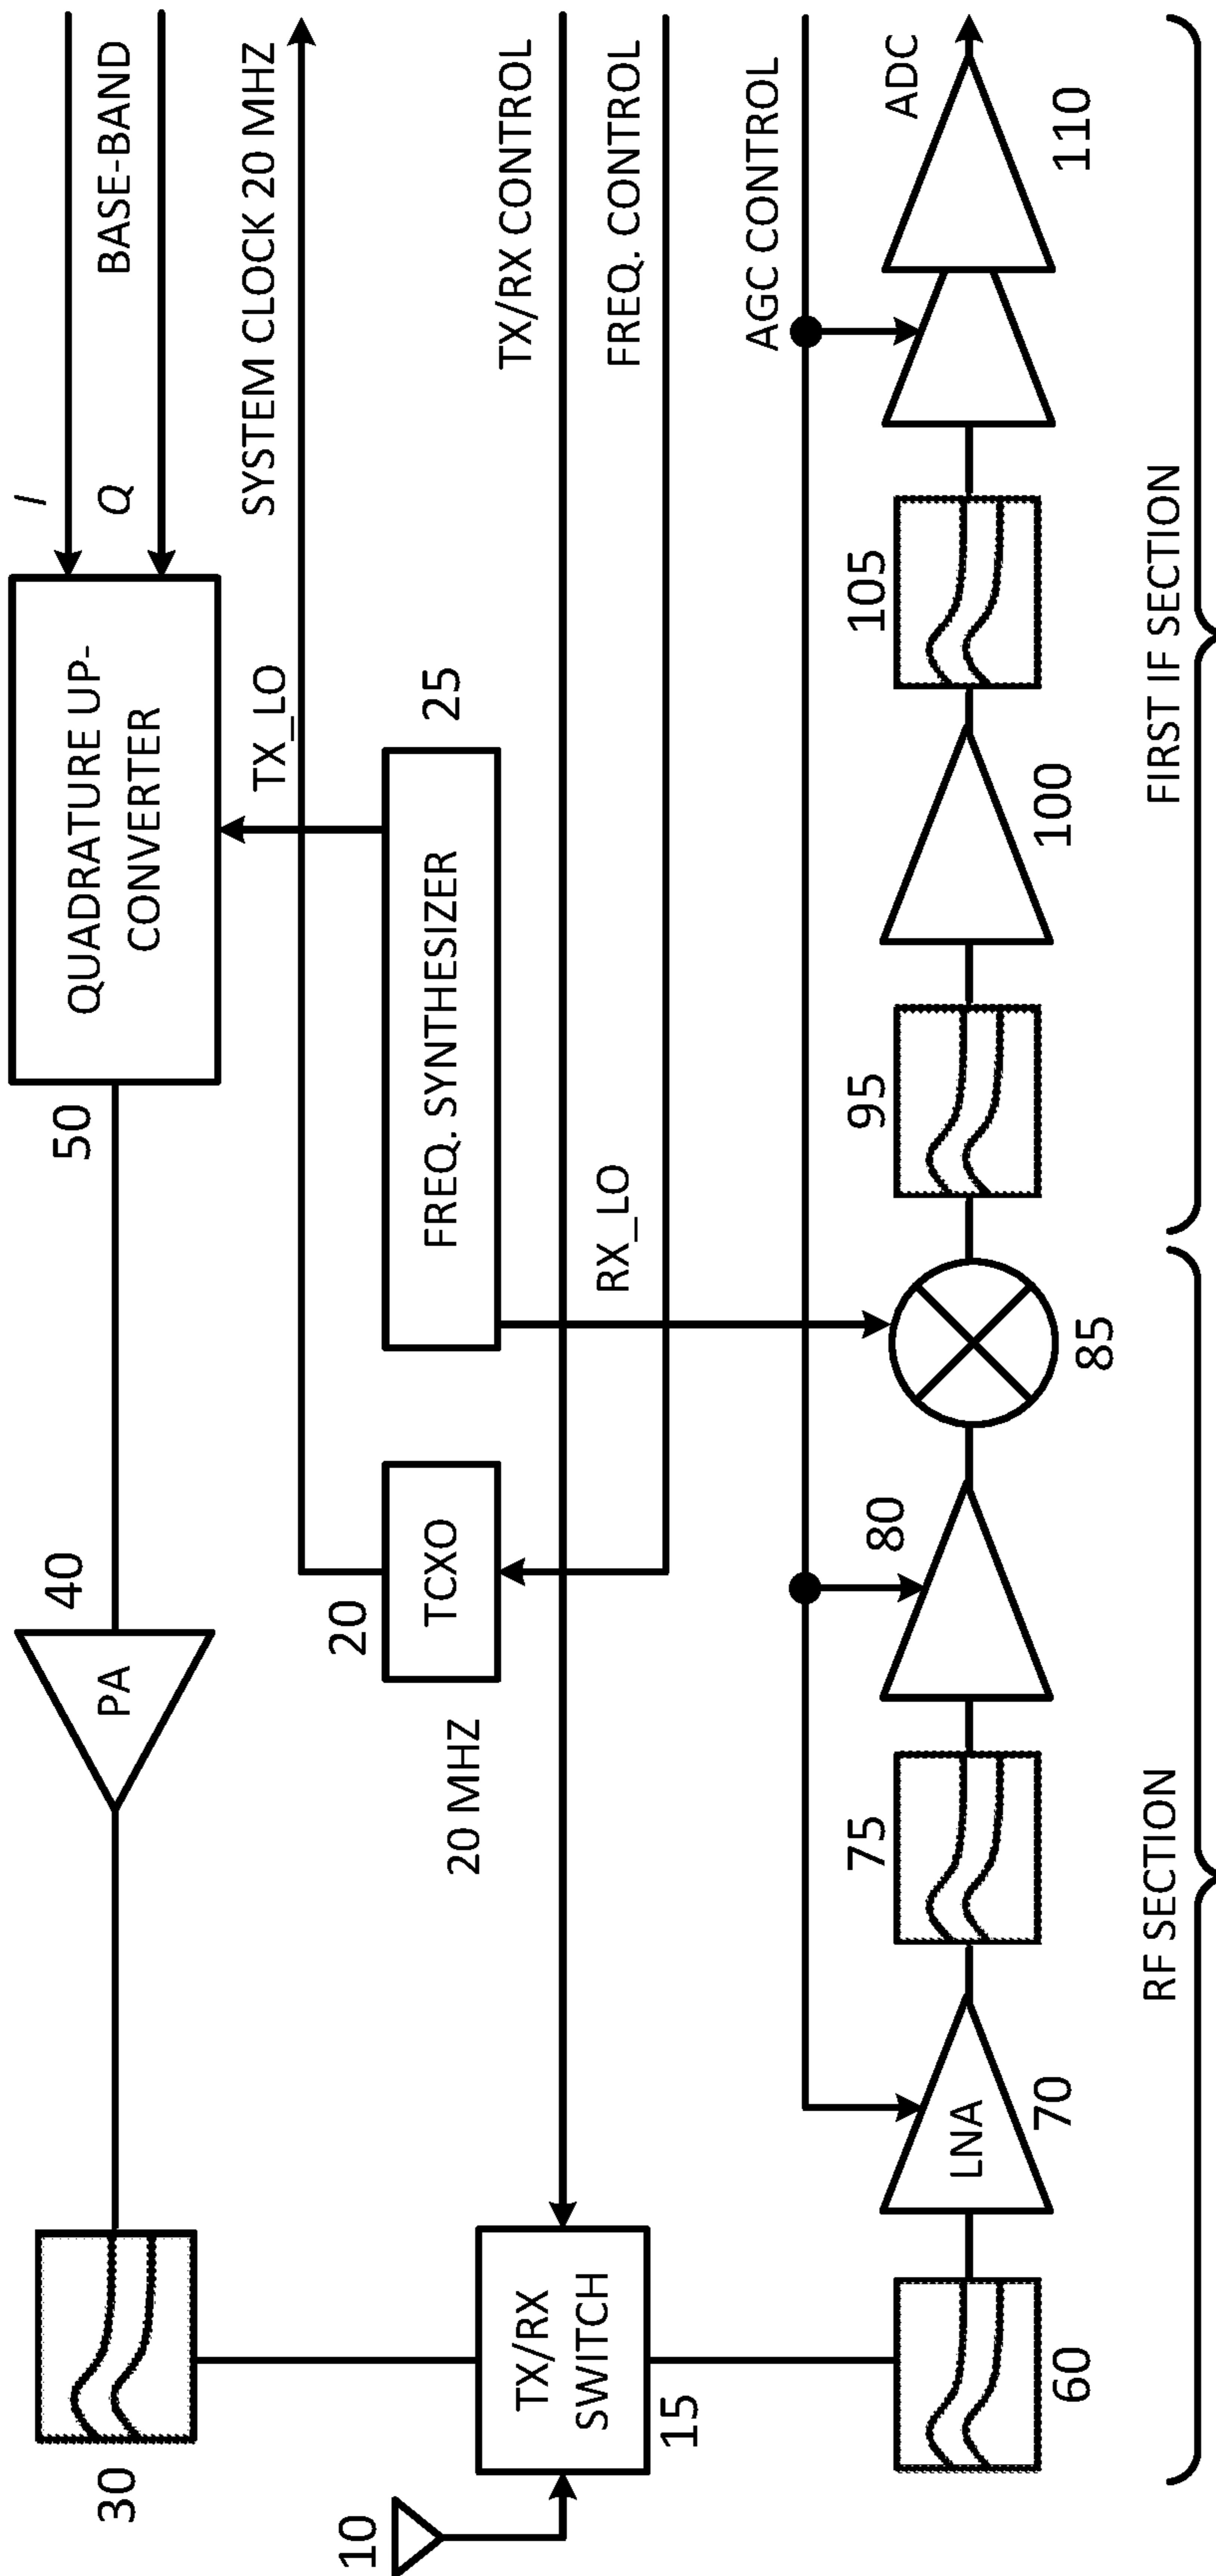 30
40
PA
50
QUADRATURE UP-
CONVERTER
I
Q
BASE-BAND
10
TX/RX
SWITCH
15
20 MHZ
20
TCXO
FREQ. SYNTHESIZER
25
TX_LO
SYSTEM CLOCK 20 MHZ
TX/RX CONTROL
RX_LO
FREQ. CONTROL
AGC CONTROL
60
LNA
70
75
80
85
95
100
105
110
ADC
RF SECTION
FIRST IF SECTION